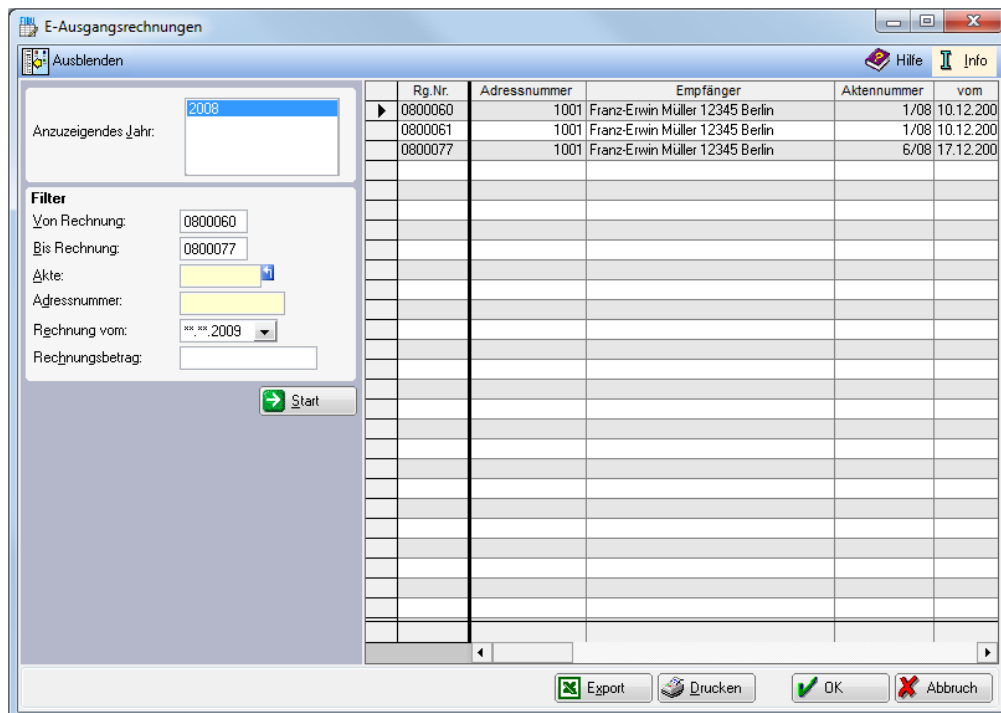 FIBU E-Ausgangsrechnungen
Ausblenden Hilfe Info
Anzuzeigendes Jahr: 2008
Filter
Von Rechnung: 0800060
Bis Rechnung: 0800077
Akte:
Adressnummer:
Rechnung vom: **.**.2009
Rechnungsbetrag:
Start
Rg.Nr. Adressnummer Empfänger Aktennummer vom
0800060 1001 Franz-Erwin Müller 12345 Berlin 1/08 10.12.200
0800061 1001 Franz-Erwin Müller 12345 Berlin 1/08 10.12.200
0800077 1001 Franz-Erwin Müller 12345 Berlin 6/08 17.12.200
Export Drucken OK Abbruch